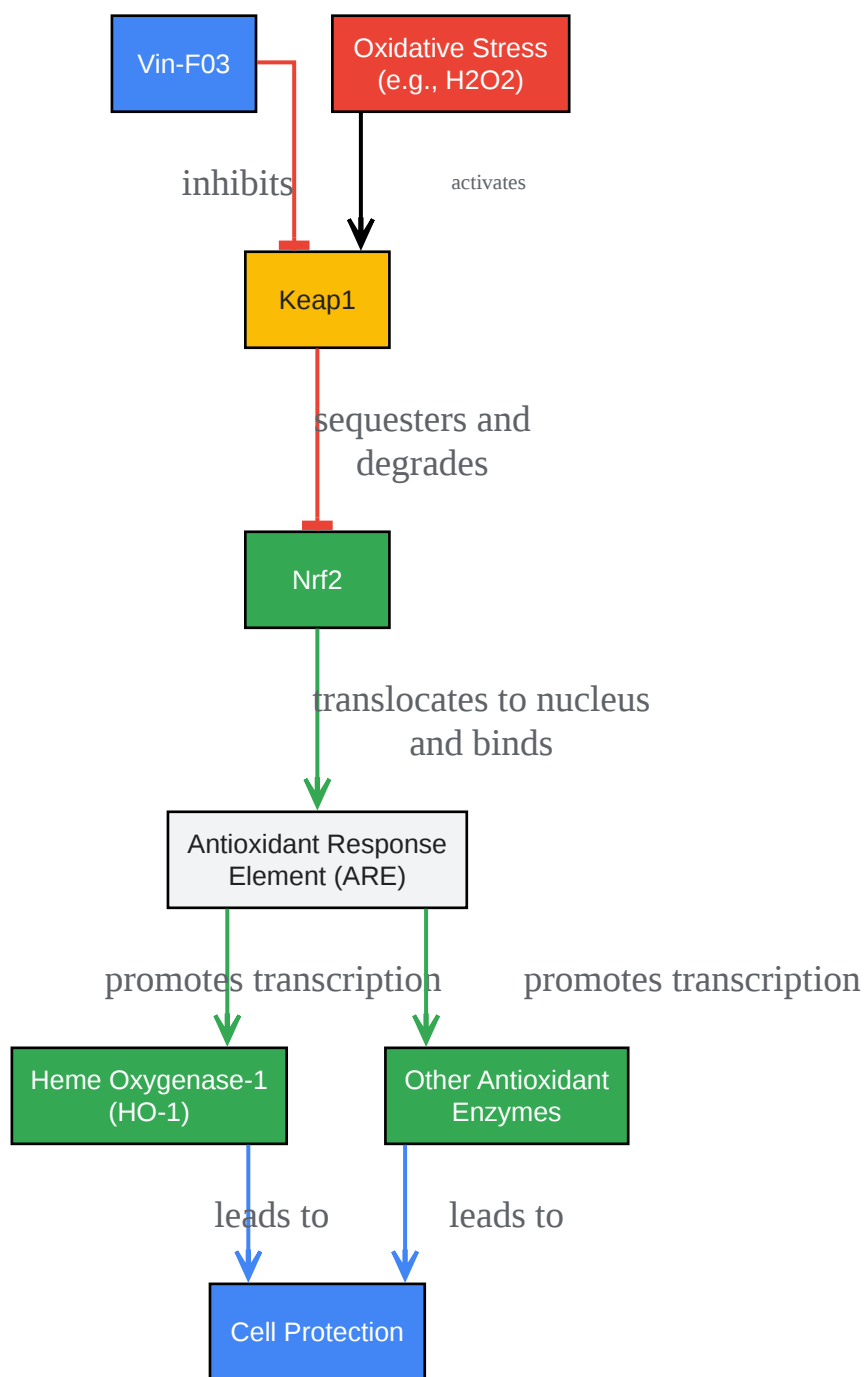 Vin-F03
Oxidative Stress
(e.g., H2O2)
inhibits
activates
Keap1
sequesters and
degrades
Nrf2
translocates to nucleus
and binds
Antioxidant Response
Element (ARE)
promotes transcription
promotes transcription
Heme Oxygenase-1
(HO-1)
Other Antioxidant
Enzymes
leads to
leads to
Cell Protection